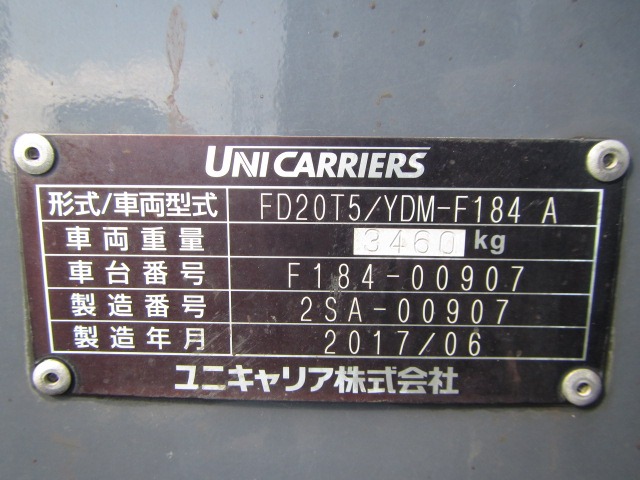 UNICARRIERS
形式/車両型式 FD20T5/YDM-F184 A
車両重量 3460 kg
車台番号 F184-00907
製造番号 2SA-00907
製造年月 2017/06
ユニキャリア株式会社